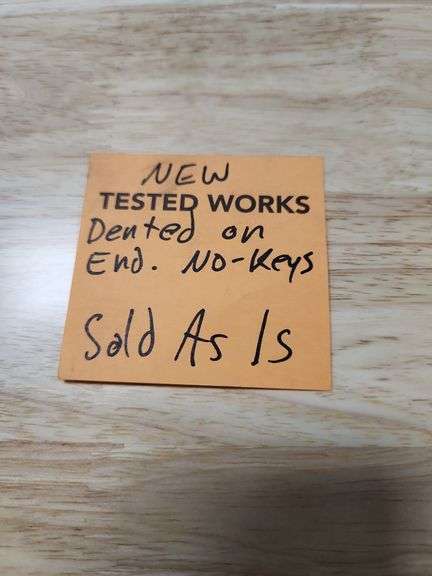 NEW
TESTED WORKS
Dented on
End. No-Keys
Sold As Is